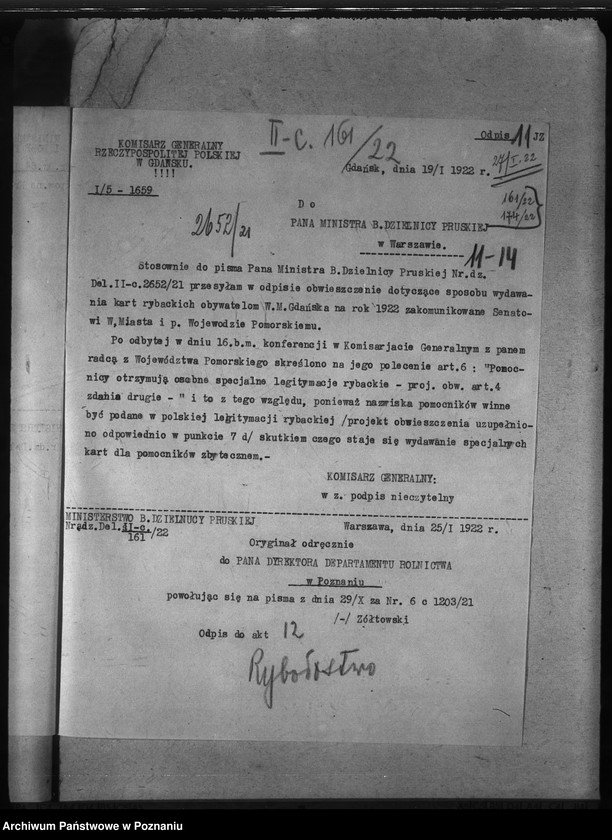 II-c. 161/22
Odpis 11 JZ
KOMISARZ GENERALNY
RZECZYPOSPOLITEJ POLSKIEJ
W GDAŃSKU.
!!!!
27/I.22
Gdańsk, dnia 19/I 1922 r.
I/5 - 1659
161/22
174/22
2652/21
Do
PANA MINISTRA B.DZIELNICY PRUSKIEJ
w Warszawie.
11-14
Stosownie do pisma Pana Ministra B.Dzielnicy Pruskiej Nr.dz.
Del.II-c.2652/21 przesyłam w odpisie obwieszczenie dotyczące sposobu wydawa-
nia kart rybackich obywatelom W.M.Gdańska na rok 1922 zakomunikowane Senato-
wi W,Miasta i p. Wojewodzie Pomorskiemu.
Po odbytej w dniu 16.b.m. konferencji w Komisarjacie Generalnym z panem
radcą z Województwa Pomorskiego skreślono na jego polecenie art.6 : "Pomoc-
nicy otrzymują osobne specjalne legitymacje rybackie - proj. obw. art.4
zdanie drugie - " i to z tego względu, ponieważ nazwiska pomocników winne
być podane w polskiej legitymacji rybackiej /projekt obwieszczenia uzupełnio-
no odpowiednio w punkcie 7 d/ skutkiem czego staje się wydawanie specjalnych
kart dla pomocników zbytecznem.-
KOMISARZ GENERALNY:
w z. podpis nieczytelny
MINISTERSTWO B.DZIELNUCY PRUSKIEJ
Nrądz.Del.II-c./161/22
Warszawa, dnia 25/I 1922 r.
Oryginał odręcznie
do PANA DYREKTORA DEPARTAMENTU ROLNICTWA
w Poznaniu
powołując się na pisma z dnia 29/X za Nr. 6 c 1203/21
/-/ Żółtowski
Odpis do akt 12
Rybołostwo
Archiwum Państwowe w Poznaniu